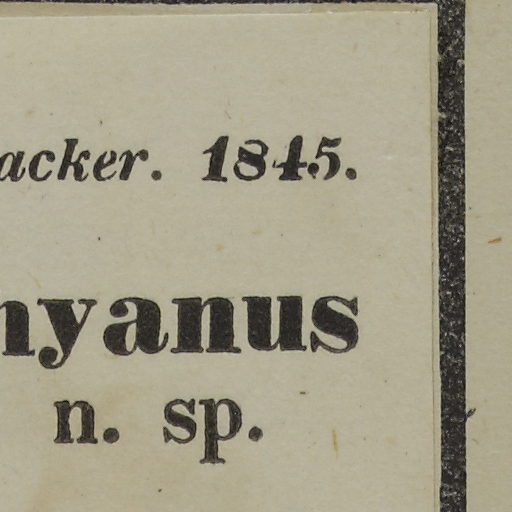 acker. 1845.
nyanus
n. sp.